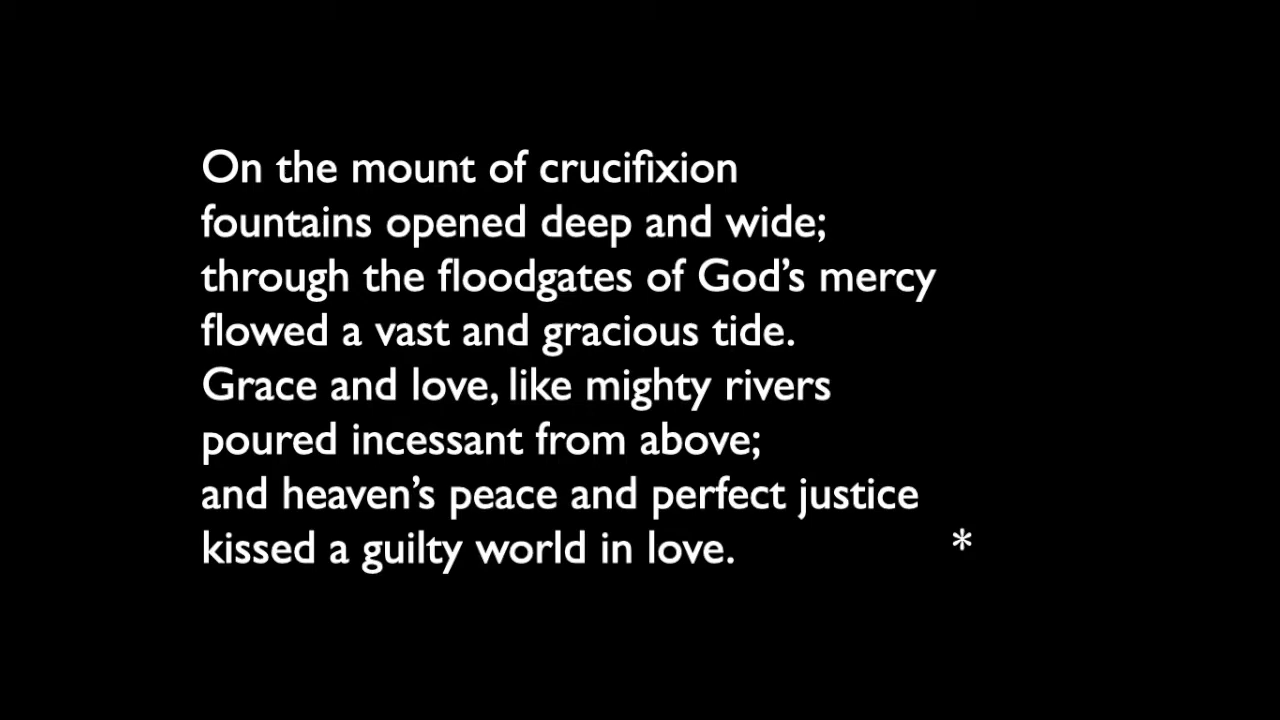 On the mount of crucifixion
fountains opened deep and wide;
through the floodgates of God’s mercy
flowed a vast and gracious tide.
Grace and love, like mighty rivers
poured incessant from above;
and heaven’s peace and perfect justice
kissed a guilty world in love. *